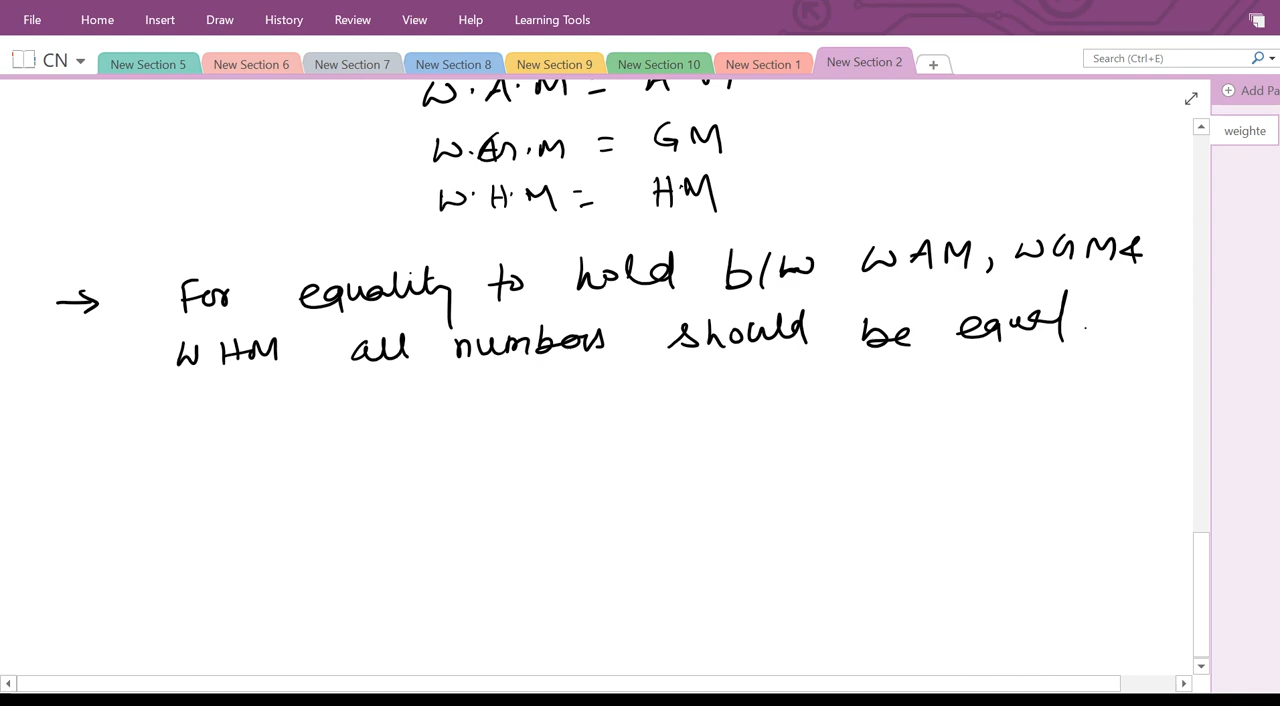 File Home Insert Draw History Review View Help Learning Tools
CN New Section 5 New Section 6 New Section 7 New Section 8 New Section 9 New Section 10 New Section 1 New Section 2 + Search (Ctrl+E)
Add Pa
weighte
W.A.M =
W.G.M = GM
W.H.M = H.M
→ For equality to hold b/w WAM, WGM &
WHM all numbers should be equal.